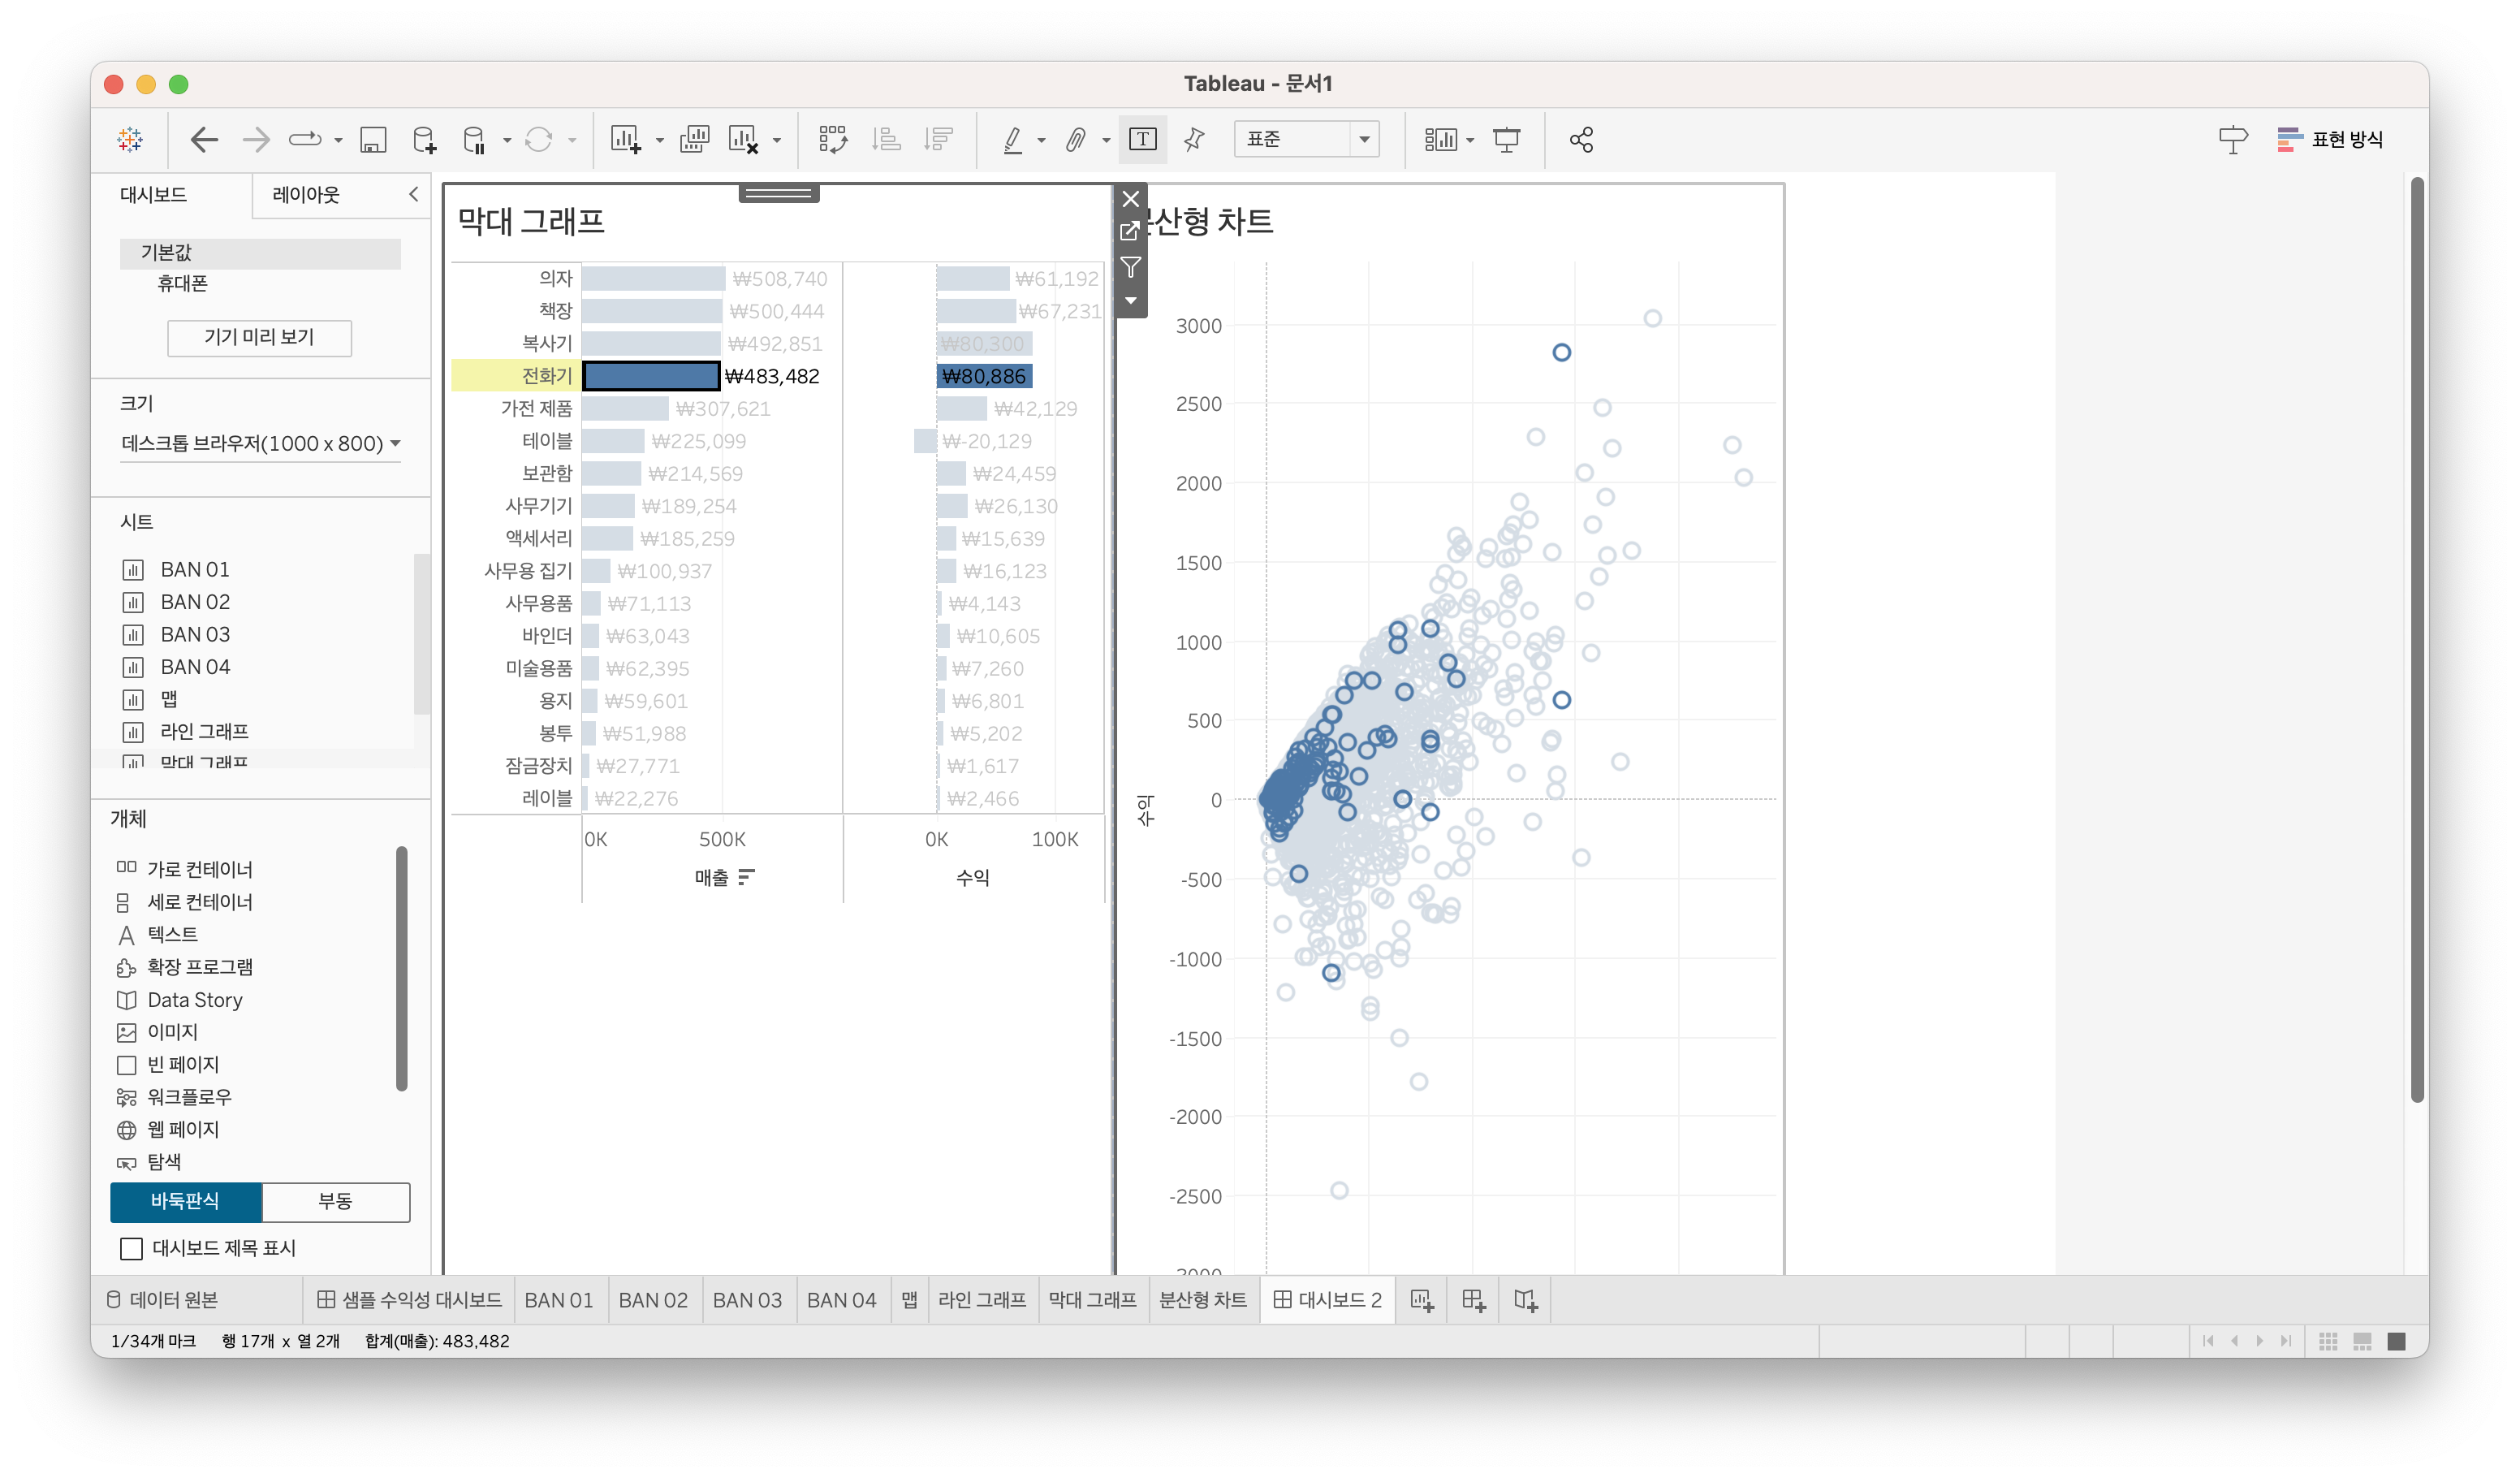 Tableau - 문서1
표준
표현 방식
대시보드
레이아웃
기본값
휴대폰
기기 미리 보기
크기
데스크톱 브라우저(1000 x 800)
시트
BAN 01
BAN 02
BAN 03
BAN 04
맵
라인 그래프
막대 그래프
개체
가로 컨테이너
세로 컨테이너
텍스트
확장 프로그램
Data Story
이미지
빈 페이지
워크플로우
웹 페이지
탐색
바둑판식
부동
대시보드 제목 표시
막대 그래프
의자 ₩508,740 ₩61,192
책장 ₩500,444 ₩67,231
복사기 ₩492,851 ₩80,300
전화기 ₩483,482 ₩80,886
가전 제품 ₩307,621 ₩42,129
테이블 ₩225,099 ₩-20,129
보관함 ₩214,569 ₩24,459
사무기기 ₩189,254 ₩26,130
액세서리 ₩185,259 ₩15,639
사무용 집기 ₩100,937 ₩16,123
사무용품 ₩71,113 ₩4,143
바인더 ₩63,043 ₩10,605
미술용품 ₩62,395 ₩7,260
용지 ₩59,601 ₩6,801
봉투 ₩51,988 ₩5,202
잠금장치 ₩27,771 ₩1,617
레이블 ₩22,276 ₩2,466
0K 500K 0K 100K
매출 수익
분산형 차트
3000
2500
2000
1500
1000
500
0
-500
-1000
-1500
-2000
-2500
수익
데이터 원본
샘플 수익성 대시보드
BAN 01
BAN 02
BAN 03
BAN 04
맵
라인 그래프
막대 그래프
분산형 차트
대시보드 2
1/34개 마크 행 17개 x 열 2개 합계(매출): 483,482